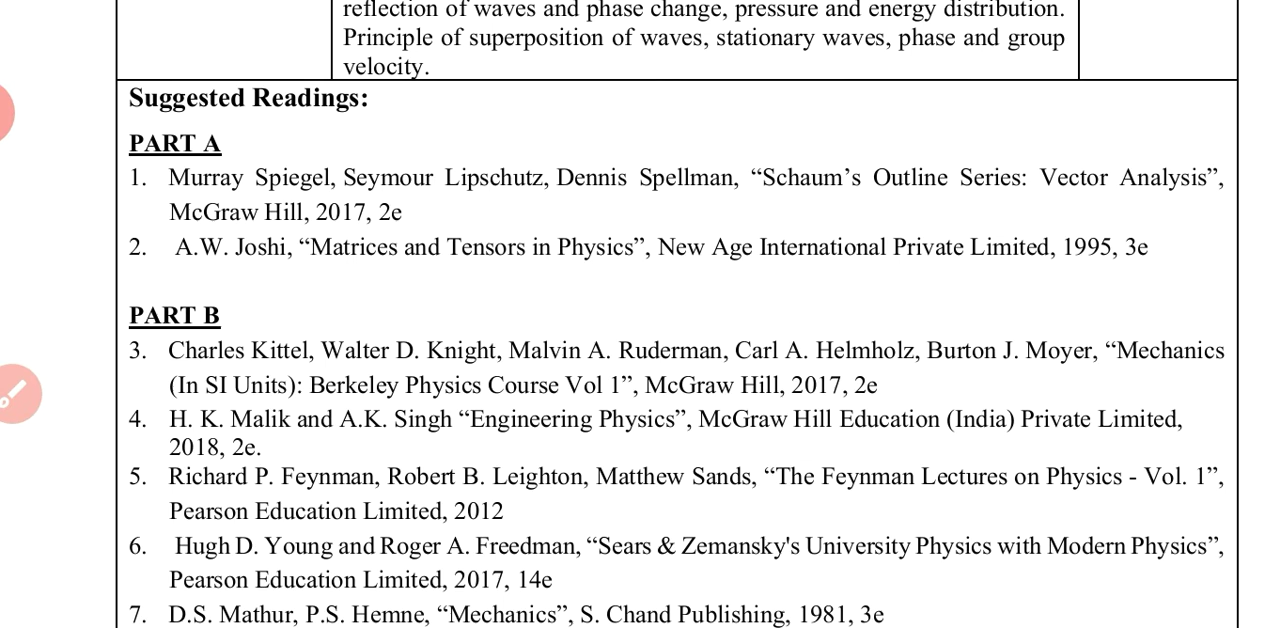 reflection of waves and phase change, pressure and energy distribution.
Principle of superposition of waves, stationary waves, phase and group
velocity.
Suggested Readings:
PART A
1. Murray Spiegel, Seymour Lipschutz, Dennis Spellman, “Schaum’s Outline Series: Vector Analysis”,
McGraw Hill, 2017, 2e
2. A.W. Joshi, “Matrices and Tensors in Physics”, New Age International Private Limited, 1995, 3e
PART B
3. Charles Kittel, Walter D. Knight, Malvin A. Ruderman, Carl A. Helmholz, Burton J. Moyer, “Mechanics
(In SI Units): Berkeley Physics Course Vol 1”, McGraw Hill, 2017, 2e
4. H. K. Malik and A.K. Singh “Engineering Physics”, McGraw Hill Education (India) Private Limited,
2018, 2e.
5. Richard P. Feynman, Robert B. Leighton, Matthew Sands, “The Feynman Lectures on Physics - Vol. 1”,
Pearson Education Limited, 2012
6. Hugh D. Young and Roger A. Freedman, “Sears & Zemansky's University Physics with Modern Physics”,
Pearson Education Limited, 2017, 14e
7. D.S. Mathur, P.S. Hemne, “Mechanics”, S. Chand Publishing, 1981, 3e